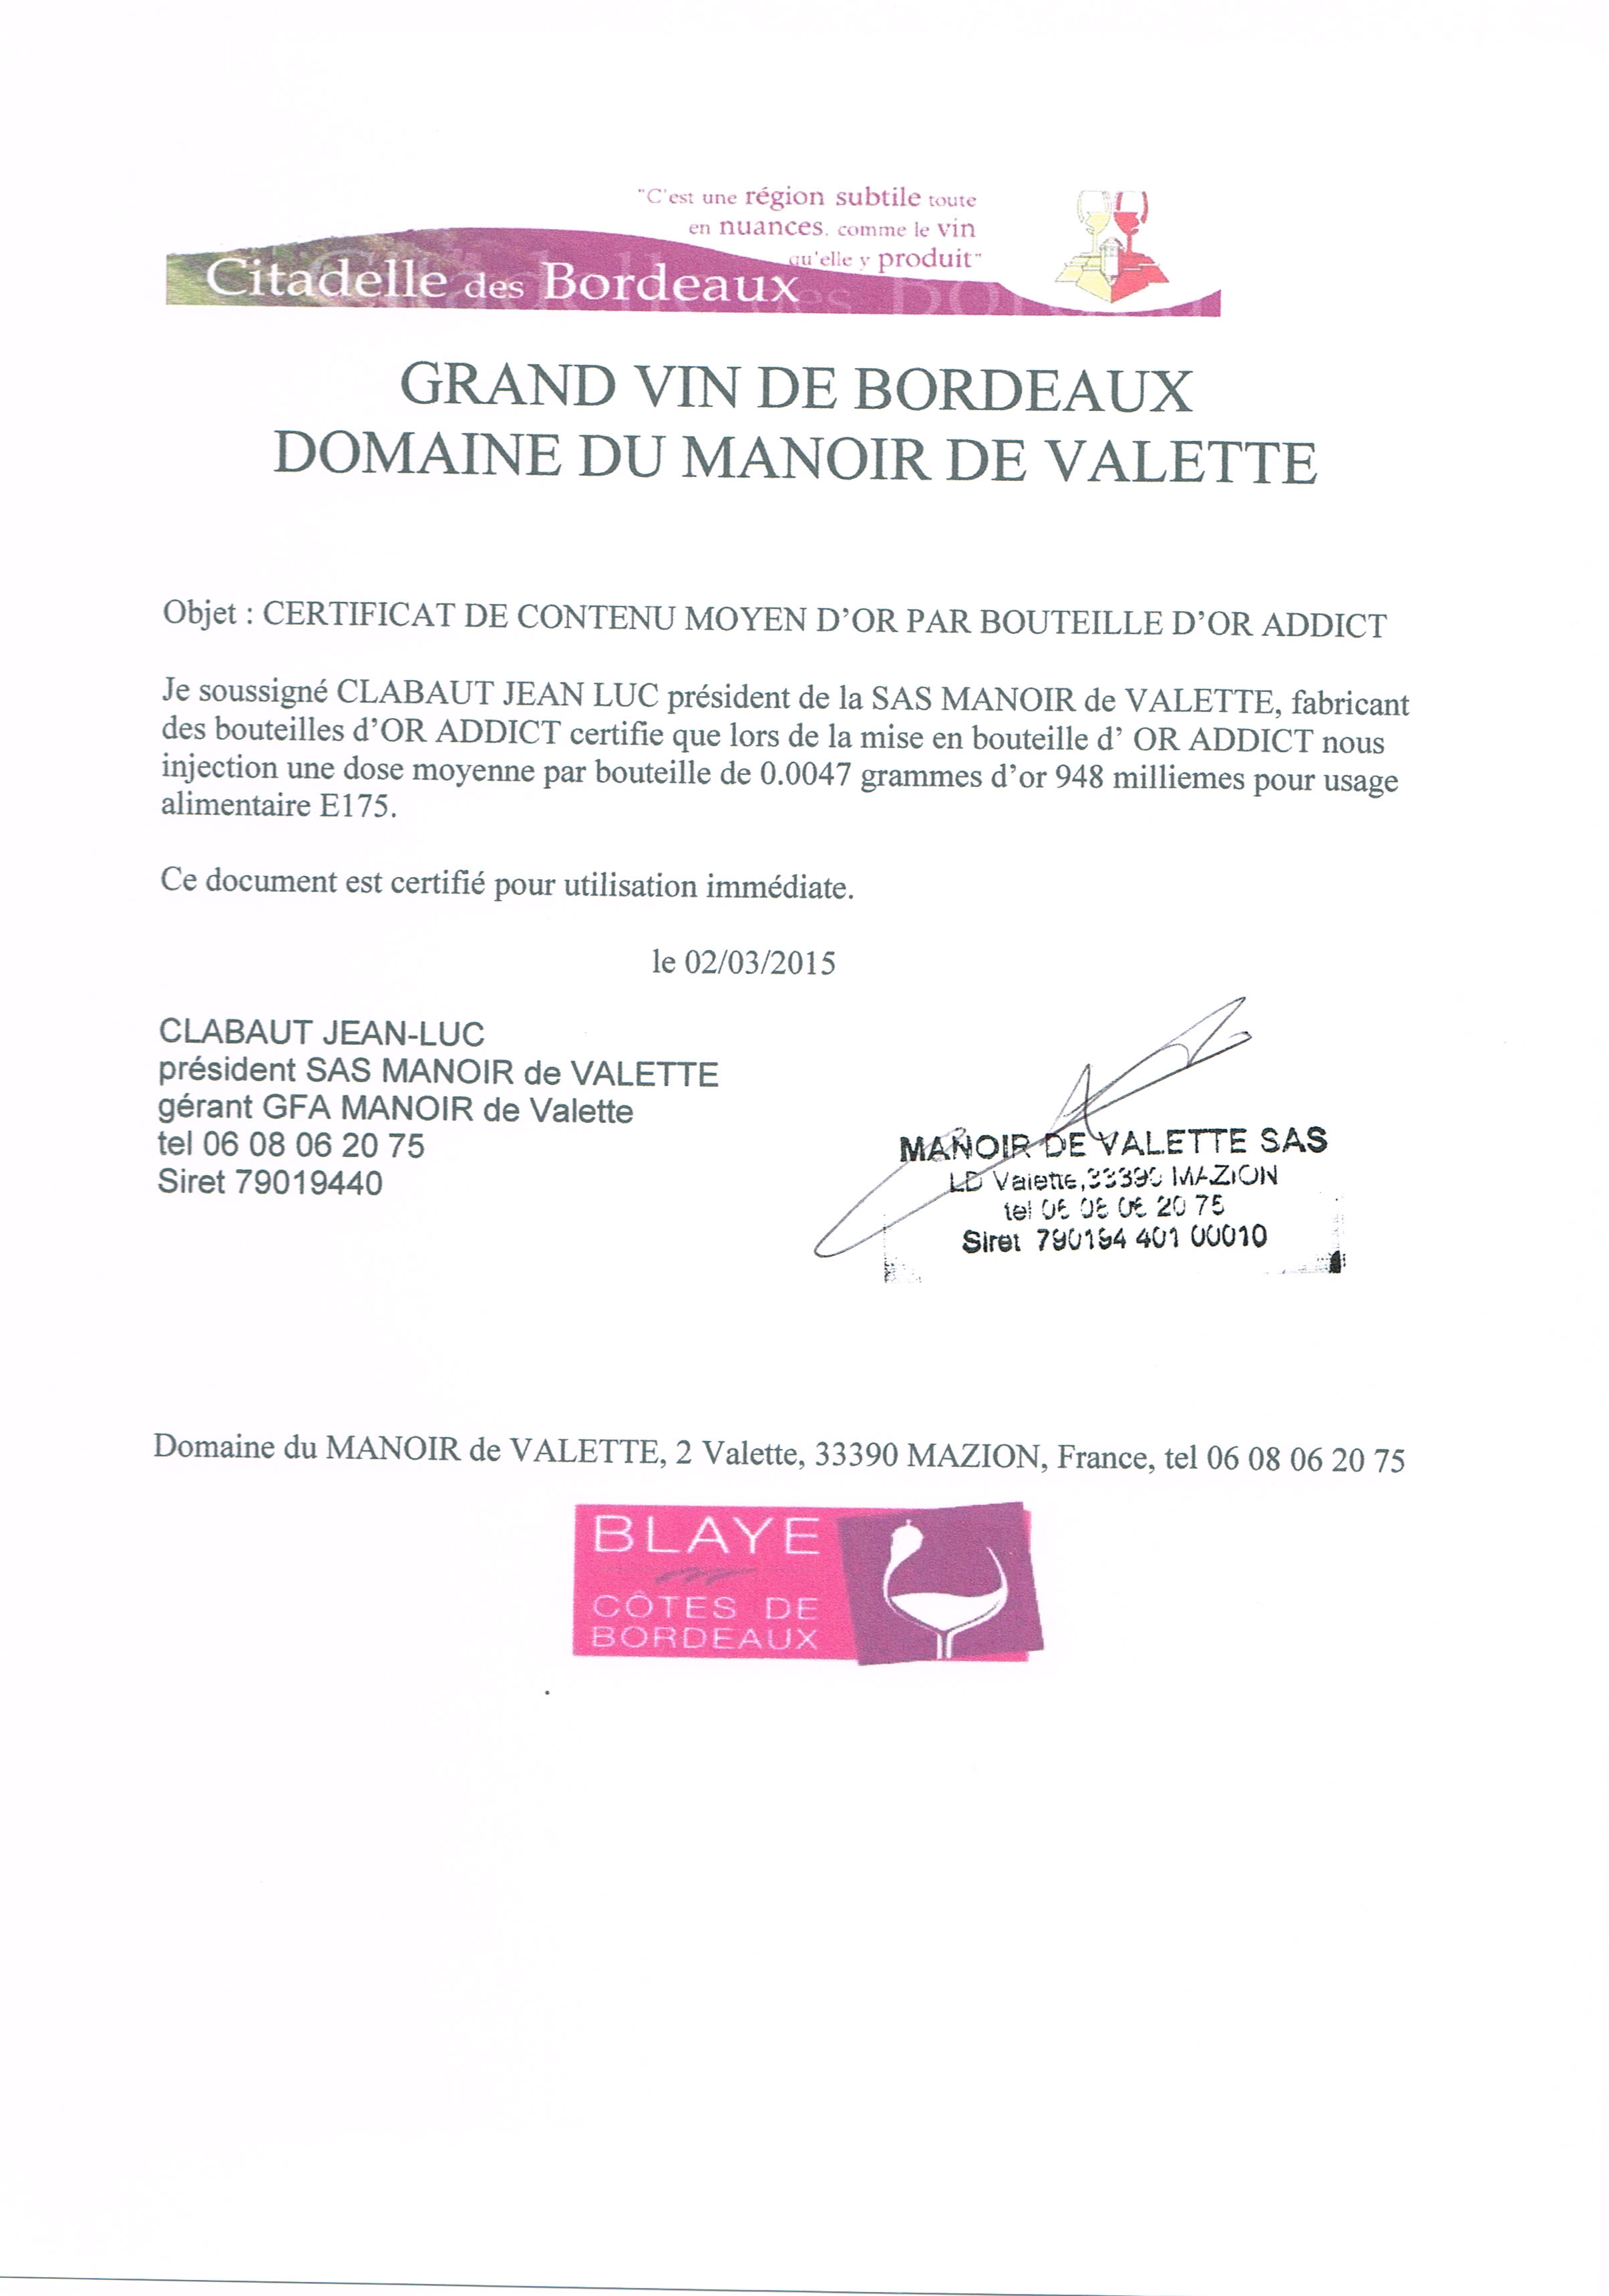 "C'est une région subtile toute
en nuances, comme le vin
qu'elle y produit"
Citadelle des Bordeaux
GRAND VIN DE BORDEAUX
DOMAINE DU MANOIR DE VALETTE
Objet : CERTIFICAT DE CONTENU MOYEN D'OR PAR BOUTEILLE D'OR ADDICT
Je soussigné CLABAUT JEAN LUC président de la SAS MANOIR de VALETTE, fabricant
des bouteilles d'OR ADDICT certifie que lors de la mise en bouteille d' OR ADDICT nous
injection une dose moyenne par bouteille de 0.0047 grammes d'or 948 milliemes pour usage
alimentaire E175.
Ce document est certifié pour utilisation immédiate.
le 02/03/2015
CLABAUT JEAN-LUC
président SAS MANOIR de VALETTE
gérant GFA MANOIR de Valette
tel 06 08 06 20 75
Siret 79019440
MANOIR DE VALETTE SAS
LD Valette,33390 MAZION
tel 06 08 06 20 75
Siret 790194 401 00010
Domaine du MANOIR de VALETTE, 2 Valette, 33390 MAZION, France, tel 06 08 06 20 75
BLAYE
CÔTES DE
BORDEAUX